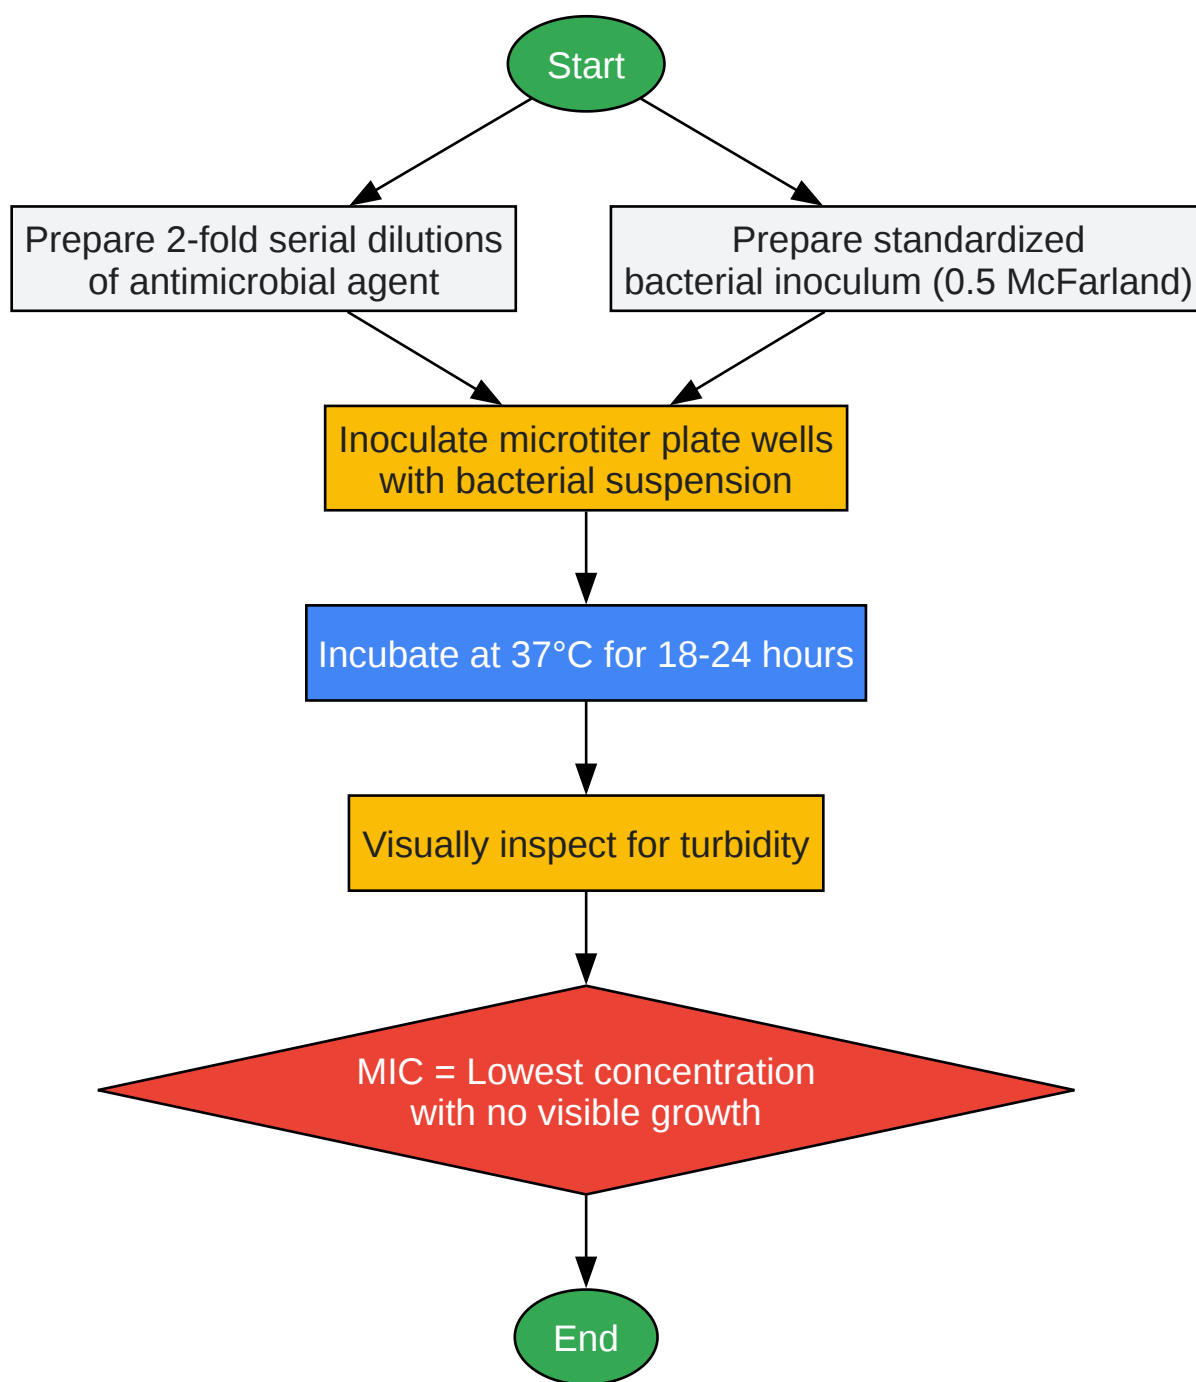 Start
Prepare 2-fold serial dilutions
of antimicrobial agent
Prepare standardized
bacterial inoculum (0.5 McFarland)
Inoculate microtiter plate wells
with bacterial suspension
Incubate at 37°C for 18-24 hours
Visually inspect for turbidity
MIC = Lowest concentration
with no visible growth
End